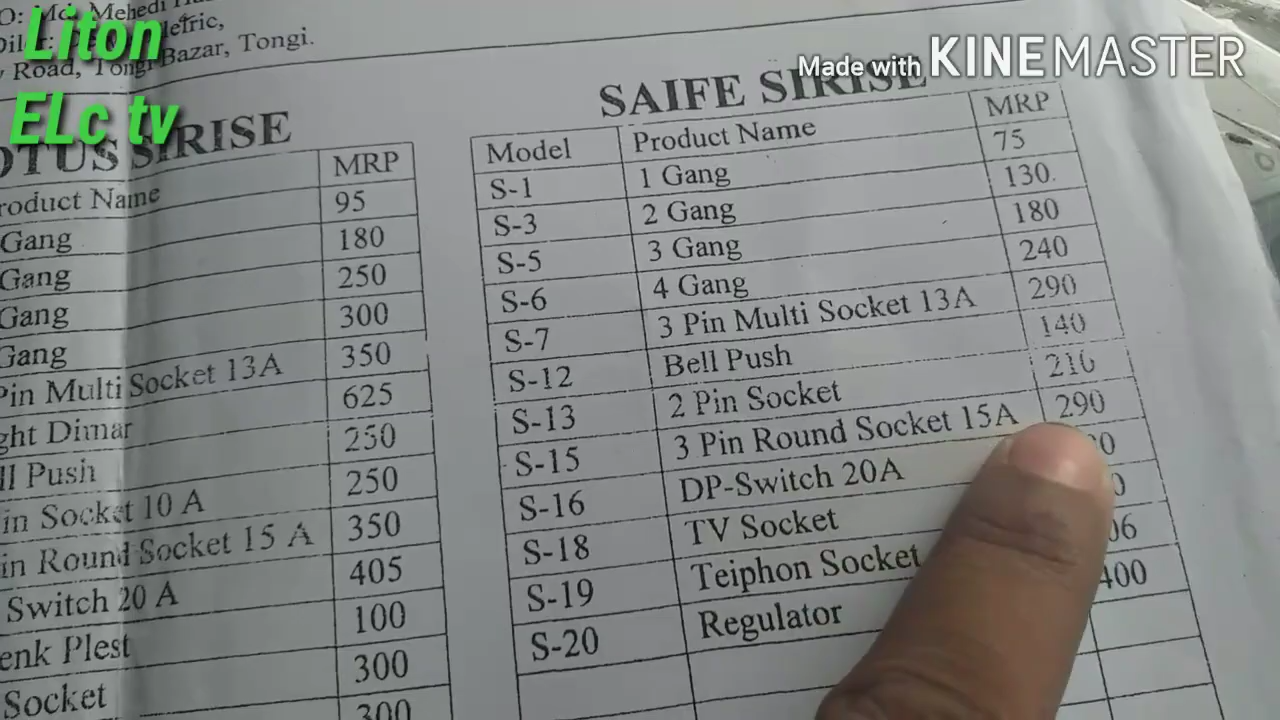 O: Md. Mehedi
Liton
ELc tv
Made with KINEMASTER
Road, Tongi Bazar, Tongi.
SIRISE
Product Name MRP
Gang 95
Gang 180
Gang 250
Gang 300
Pin Multi Socket 13A 350
ght Dimar 625
ll Push 250
in Socket 10 A 250
in Round Socket 15 A 350
Switch 20 A 405
enk Plest 100
Socket 300
300
SAIFE SIRISE
Model Product Name MRP
S-1 1 Gang 75
S-3 2 Gang 130
S-5 3 Gang 180
S-6 4 Gang 240
S-7 3 Pin Multi Socket 13A 290
S-12 Bell Push 140
S-13 2 Pin Socket 210
S-15 3 Pin Round Socket 15A 290
S-16 DP-Switch 20A
S-18 TV Socket
S-19 Teiphon Socket 06
S-20 Regulator 400